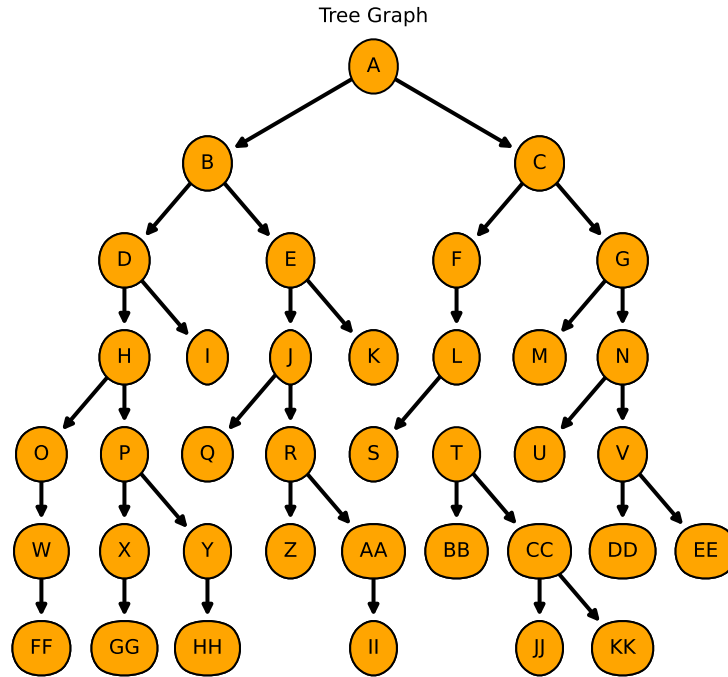 Tree Graph
A
B C
D E F G
H I J K L M N
O P Q R S T U V
W X Y Z AA BB CC DD EE
FF GG HH II JJ KK